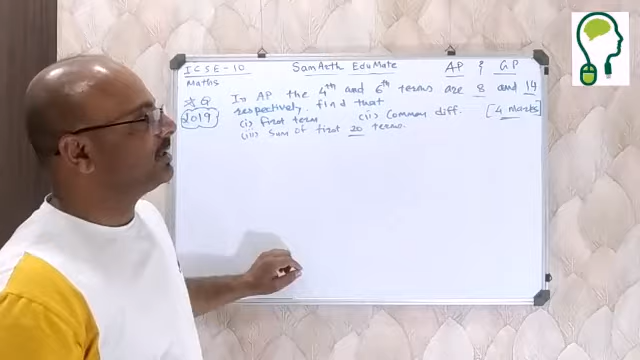 ICSE-10 SamArth EduMate AP & GP
Maths
In AP the 4th and 6th terms are 8 and 14
2019 respectively. find that [4 marks]
(i) first term (ii) Common diff.
(iii) Sum of first 20 terms.